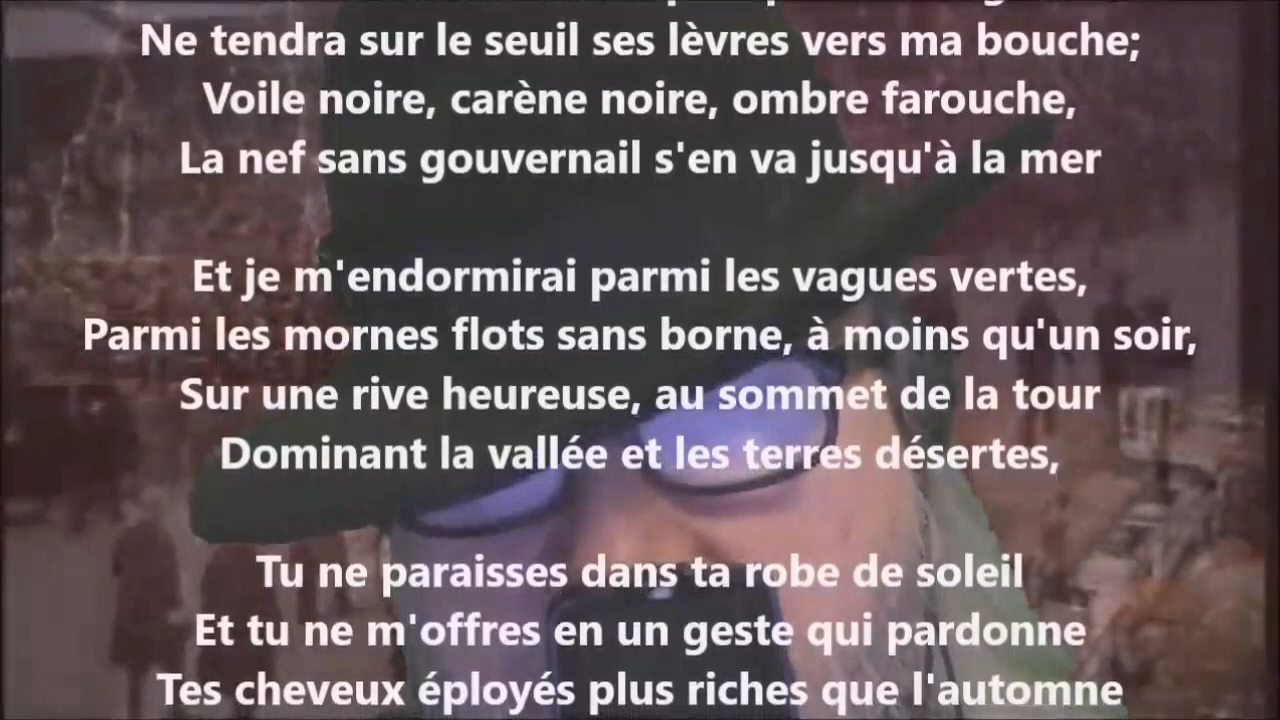 Ne tendra sur le seuil ses lèvres vers ma bouche;
Voile noire, carène noire, ombre farouche,
La nef sans gouvernail s'en va jusqu'à la mer
Et je m'endormirai parmi les vagues vertes,
Parmi les mornes flots sans borne, à moins qu'un soir,
Sur une rive heureuse, au sommet de la tour
Dominant la vallée et les terres désertes,
Tu ne paraisses dans ta robe de soleil
Et tu ne m'offres en un geste qui pardonne
Tes cheveux éployés plus riches que l'automne